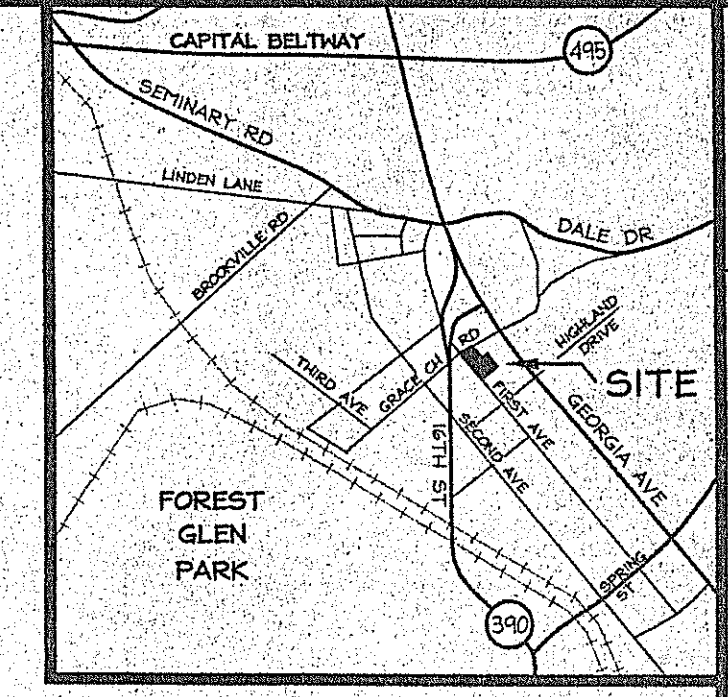 CAPITAL BELTWAY
495
SEMINARY RD
LINDEN LANE
BROOKVILLE RD
DALE DR
HIGHLAND
DRIVE
THIRD AVE
GRACE CH RD
SITE
FIRST AVE
GEORGIA AVE
SECOND AVE
16TH ST
FOREST
GLEN
PARK
SPRING
ST
390